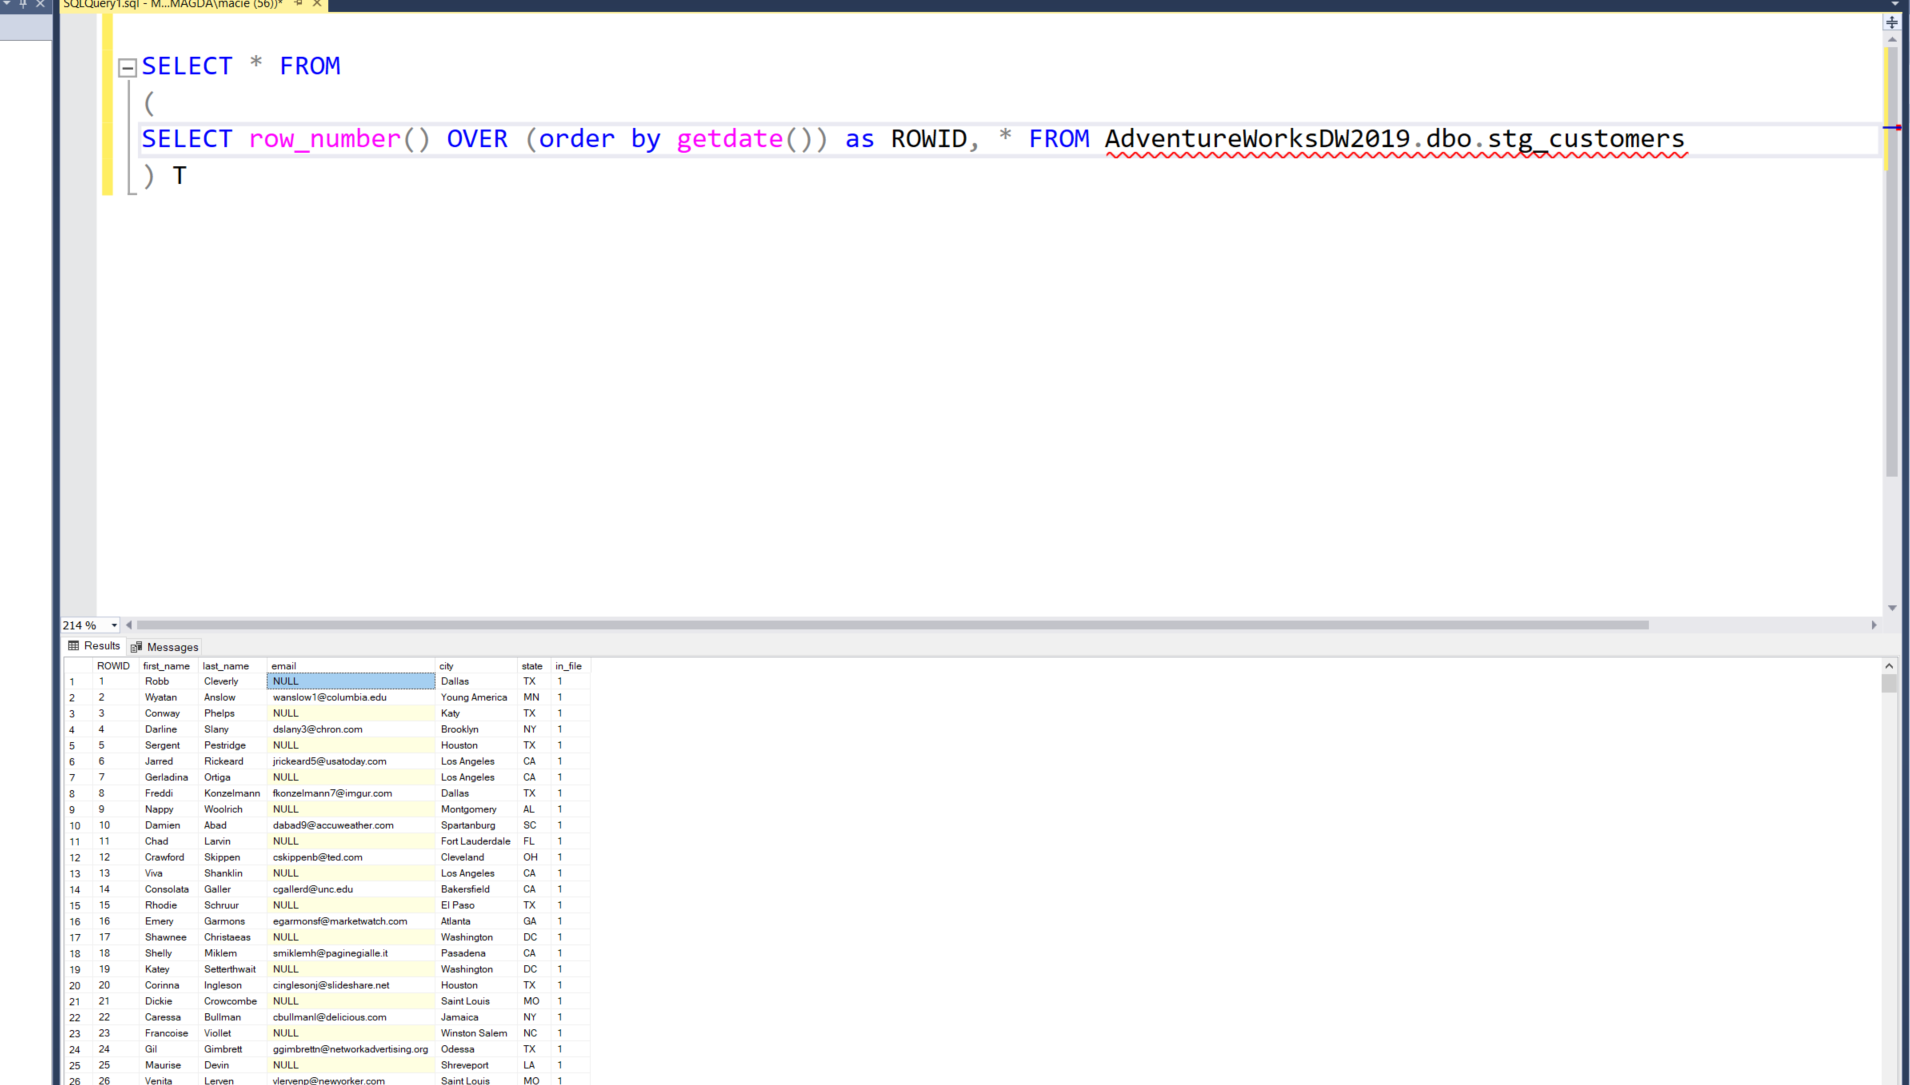 SQLQuery1.sql - M...MAGDA\macie (56))*
SELECT * FROM
(
SELECT row_number() OVER (order by getdate()) as ROWID, * FROM AdventureWorksDW2019.dbo.stg_customers
) T
214 %
Results Messages
ROWID first_name last_name email city state in_file
1 1 Robb Cleverly NULL Dallas TX 1
2 2 Wyatan Anslow wanslow1@columbia.edu Young America MN 1
3 3 Conway Phelps NULL Katy TX 1
4 4 Darline Slany dslany3@chron.com Brooklyn NY 1
5 5 Sergent Pestridge NULL Houston TX 1
6 6 Jarred Rickeard jrickeard5@usatoday.com Los Angeles CA 1
7 7 Gerladina Ortiga NULL Los Angeles CA 1
8 8 Freddi Konzelmann fkonzelmann7@imgur.com Dallas TX 1
9 9 Nappy Woolrich NULL Montgomery AL 1
10 10 Damien Abad dabad9@accuweather.com Spartanburg SC 1
11 11 Chad Larvin NULL Fort Lauderdale FL 1
12 12 Crawford Skippen cskippenb@ted.com Cleveland OH 1
13 13 Viva Shanklin NULL Los Angeles CA 1
14 14 Consolata Galler cgallerd@unc.edu Bakersfield CA 1
15 15 Rhodie Schruur NULL El Paso TX 1
16 16 Emery Garmons egarmonsf@marketwatch.com Atlanta GA 1
17 17 Shawnee Christaeas NULL Washington DC 1
18 18 Shelly Miklem smiklemh@paginegialle.it Pasadena CA 1
19 19 Katey Setterthwait NULL Washington DC 1
20 20 Corinna Ingleson cinglesonj@slideshare.net Houston TX 1
21 21 Dickie Crowcombe NULL Saint Louis MO 1
22 22 Caressa Bullman cbullmanl@delicious.com Jamaica NY 1
23 23 Francoise Viollet NULL Winston Salem NC 1
24 24 Gil Gimbrett ggimbrettn@networkadvertising.org Odessa TX 1
25 25 Maurise Devin NULL Shreveport LA 1
26 26 Venita Lerven vlervenp@newyorker.com Saint Louis MO 1